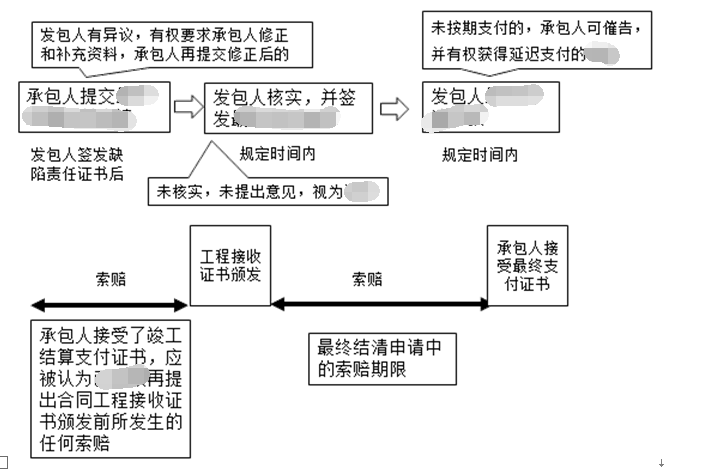 发包人有异议，有权要求承包人修正
和补充资料，承包人再提交修正后的
未按期支付的，承包人可催告，
并有权获得延迟支付的
承包人提交
发包人核实，并签
发
发包人
发包人签发缺
陷责任证书后
规定时间内
规定时间内
未核实，未提出意见，视为
工程接收
证书颁发
承包人接
受最终支
付证书
索赔
索赔
承包人接受了竣工
结算支付证书，应
被认为
再提
出合同工程接收证
书颁发前所发生的
任何索赔
最终结清申请中
的索赔期限